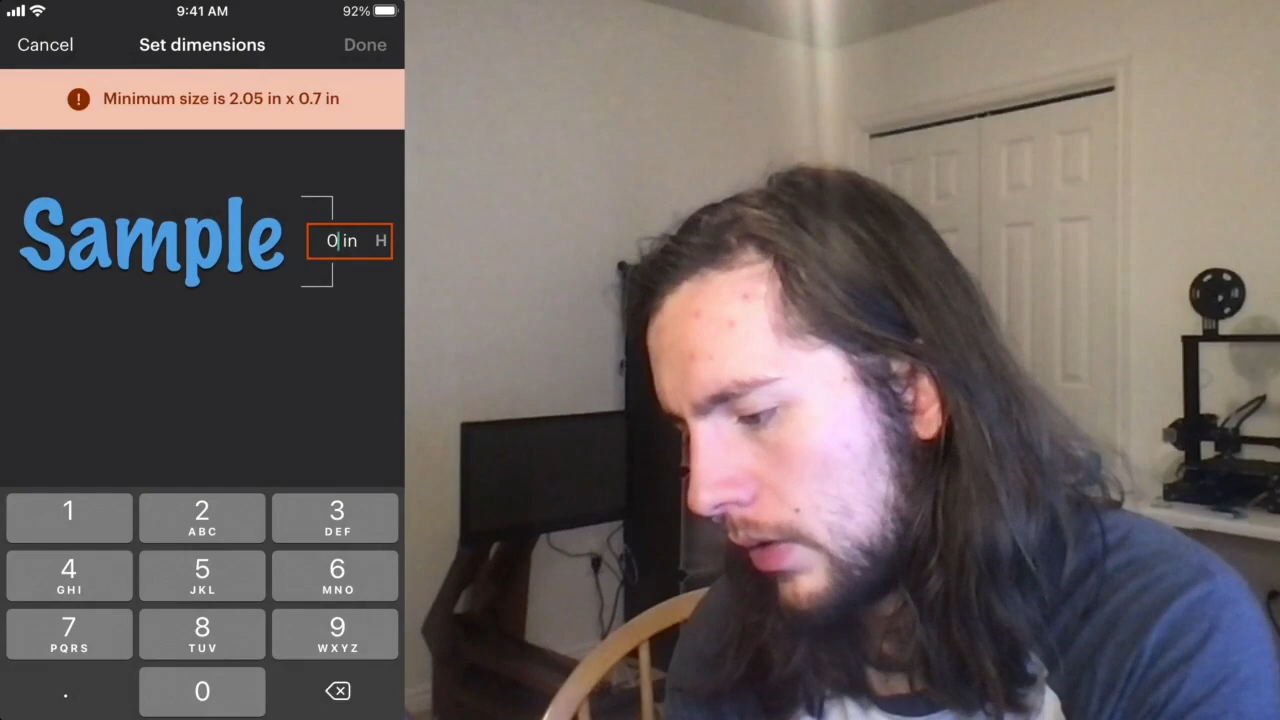 9:41 AM 92%
Cancel Set dimensions Done
! Minimum size is 2.05 in x 0.7 in
Sample
0 in H
1 2 3
ABC DEF
4 5 6
GHI JKL MNO
7 8 9
PQRS TUV WXYZ
. 0